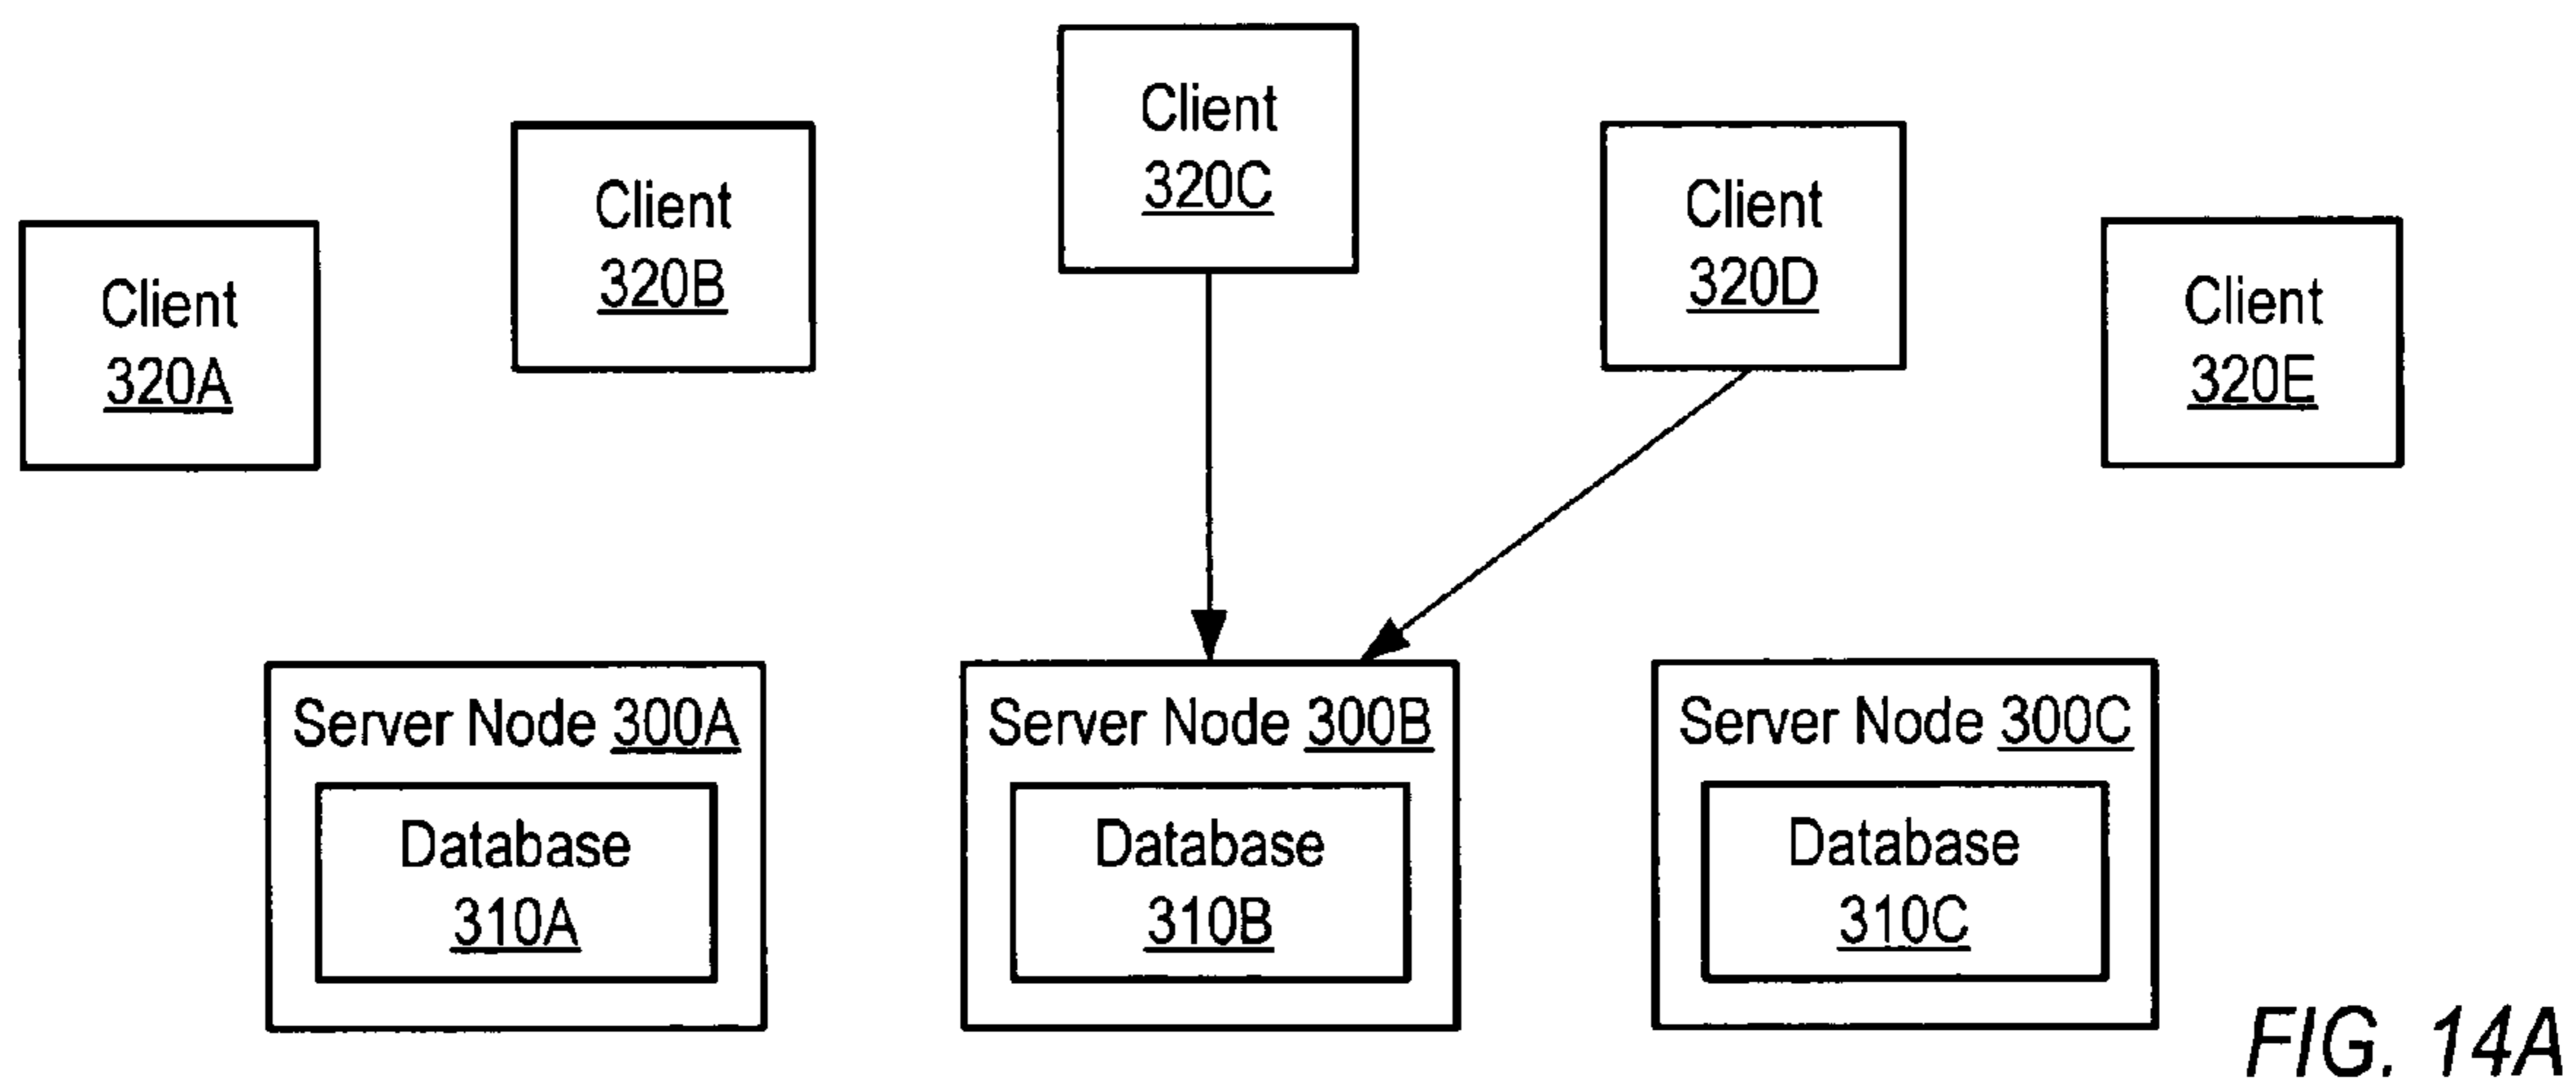 Client
320C
Client
320B
Client
320D
Client
320A
Client
320E
Server Node 300A
Server Node 300B
Server Node 300C
Database
310A
Database
310B
Database
310C
FIG. 14A